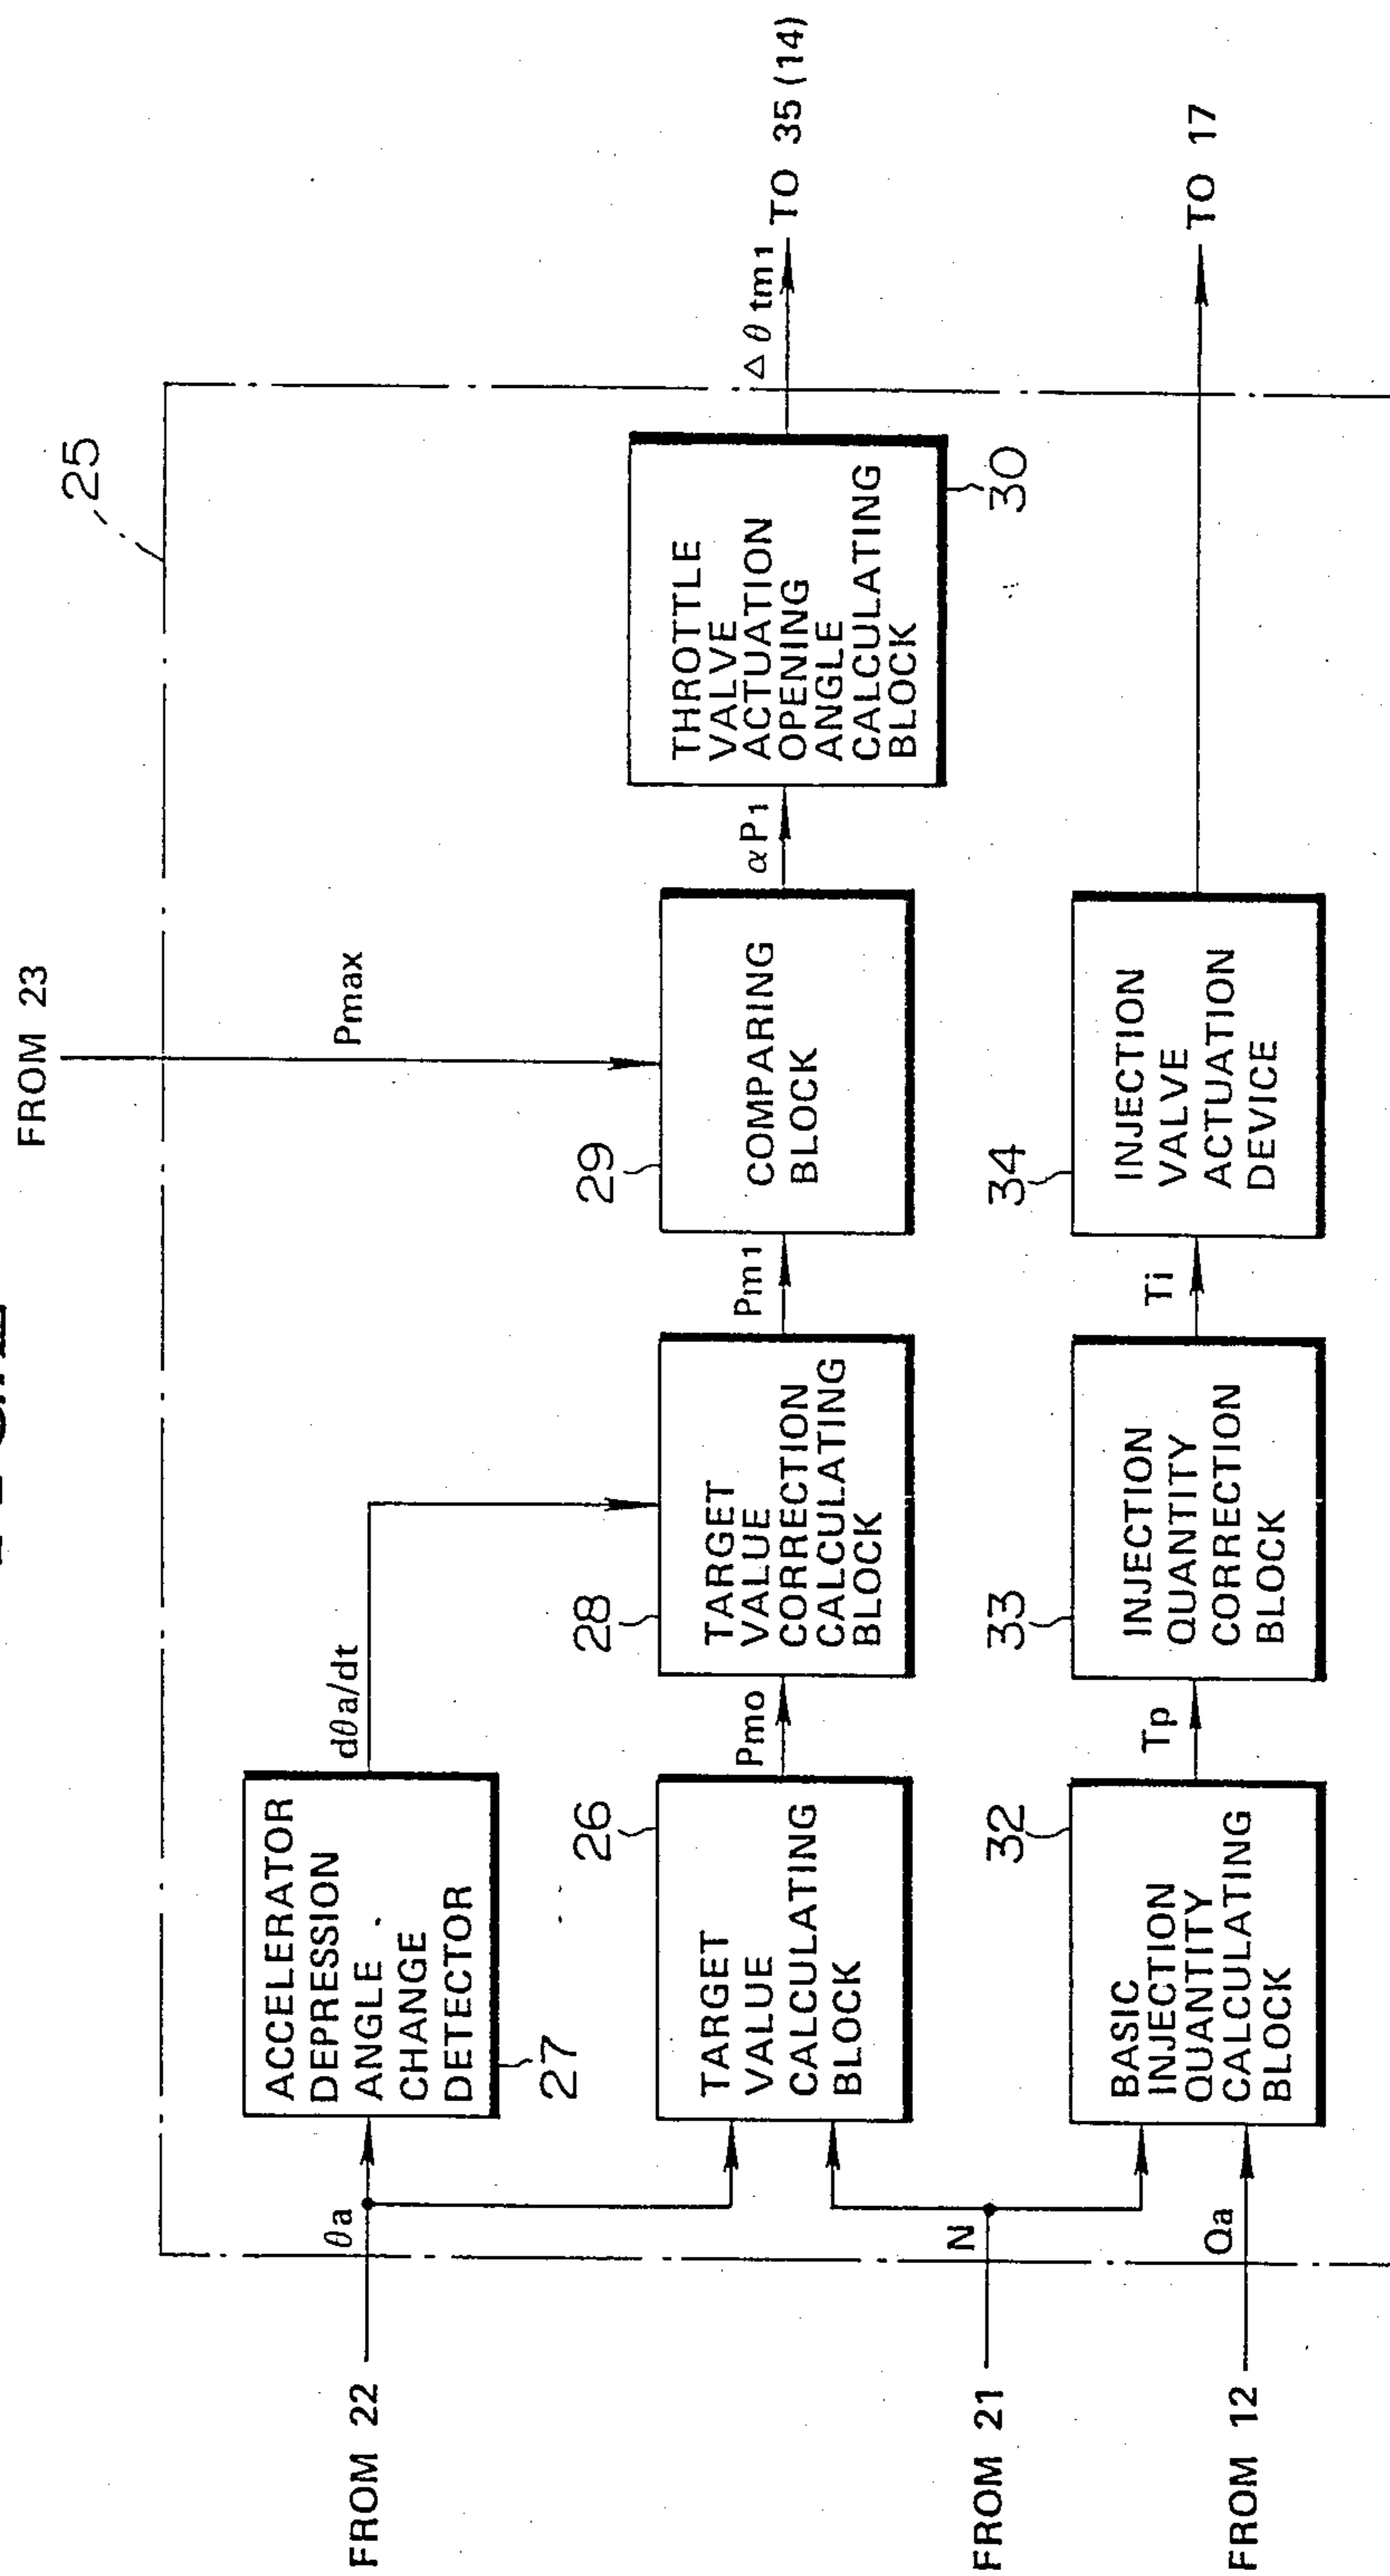 FROM 23
25
Pmax
FROM 22
θa
ACCELERATOR
DEPRESSION
ANGLE
CHANGE
DETECTOR
27
dθa/dt
26
TARGET
VALUE
CALCULATING
BLOCK
Pmo
28
TARGET
VALUE
CORRECTION
CALCULATING
BLOCK
Pm1
29
COMPARING
BLOCK
αP1
THROTTLE
VALVE
ACTUATION
OPENING
ANGLE
CALCULATING
BLOCK
30
Δθtm1
TO 35 (14)
FROM 21
N
FROM 12
Qa
32
BASIC
INJECTION
QUANTITY
CALCULATING
BLOCK
Tp
33
INJECTION
QUANTITY
CORRECTION
BLOCK
Ti
34
INJECTION
VALVE
ACTUATION
DEVICE
TO 17